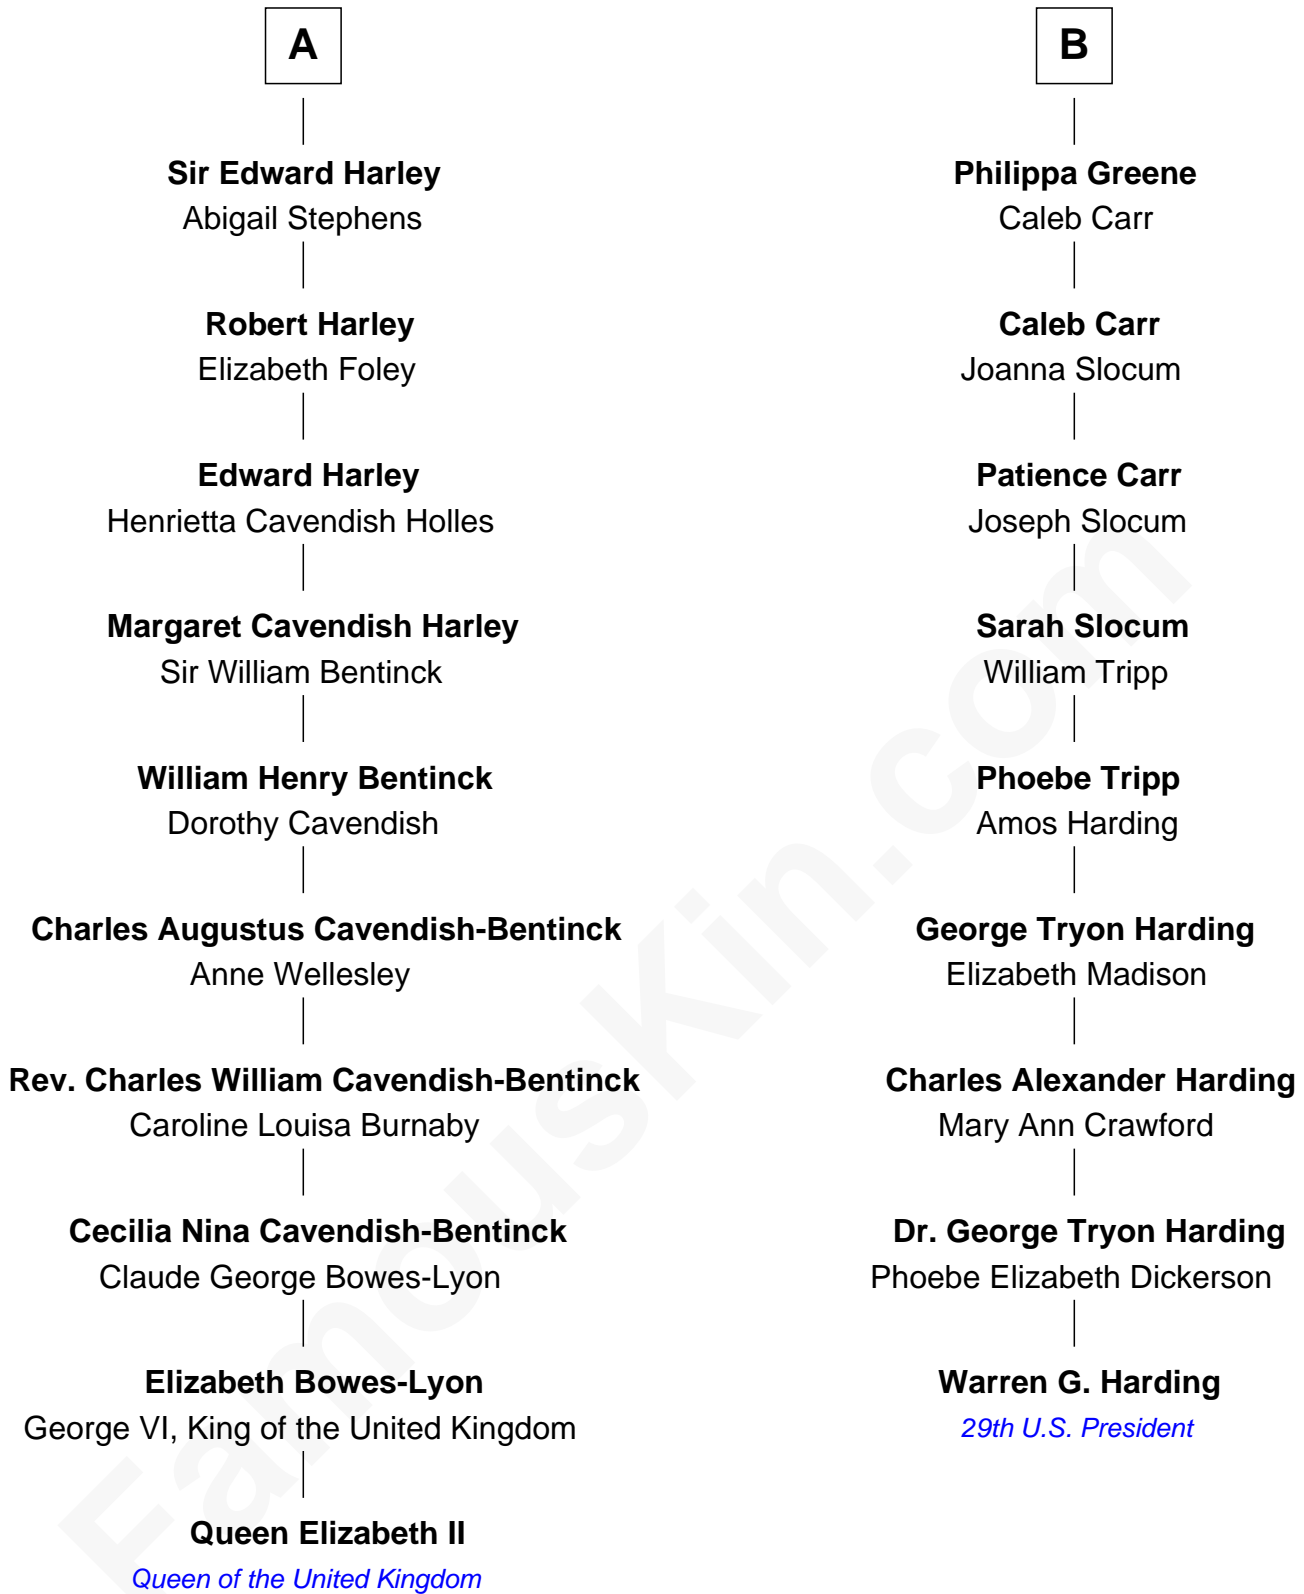 A
Sir Edward Harley
Abigail Stephens
Robert Harley
Elizabeth Foley
Edward Harley
Henrietta Cavendish Holles
Margaret Cavendish Harley
Sir William Bentinck
William Henry Bentinck
Dorothy Cavendish
Charles Augustus Cavendish-Bentinck
Anne Wellesley
Rev. Charles William Cavendish-Bentinck
Caroline Louisa Burnaby
Cecilia Nina Cavendish-Bentinck
Claude George Bowes-Lyon
Elizabeth Bowes-Lyon
George VI, King of the United Kingdom
Queen Elizabeth II
Queen of the United Kingdom
B
Philippa Greene
Caleb Carr
Caleb Carr
Joanna Slocum
Patience Carr
Joseph Slocum
Sarah Slocum
William Tripp
Phoebe Tripp
Amos Harding
George Tryon Harding
Elizabeth Madison
Charles Alexander Harding
Mary Ann Crawford
Dr. George Tryon Harding
Phoebe Elizabeth Dickerson
Warren G. Harding
29th U.S. President
FamousKin.com